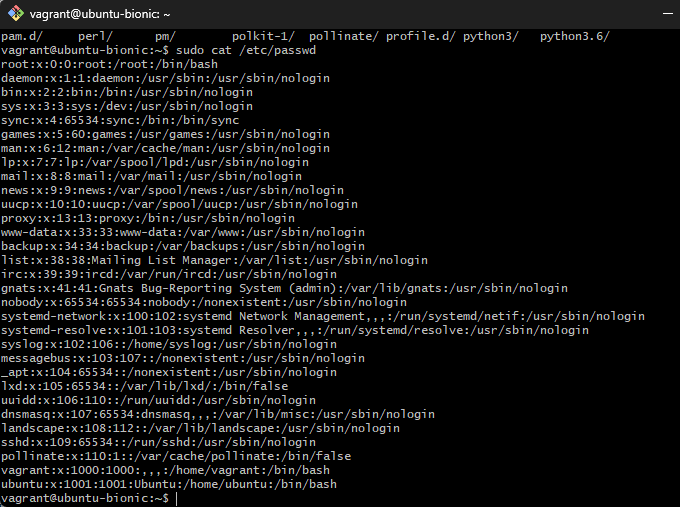 vagrant@ubuntu-bionic: ~
pam.d/     perl/      pm/        polkit-1/  pollinate/ profile.d/ python3/   python3.6/
vagrant@ubuntu-bionic:~$ sudo cat /etc/passwd
root:x:0:0:root:/root:/bin/bash
daemon:x:1:1:daemon:/usr/sbin:/usr/sbin/nologin
bin:x:2:2:bin:/bin:/usr/sbin/nologin
sys:x:3:3:sys:/dev:/usr/sbin/nologin
sync:x:4:65534:sync:/bin:/bin/sync
games:x:5:60:games:/usr/games:/usr/sbin/nologin
man:x:6:12:man:/var/cache/man:/usr/sbin/nologin
lp:x:7:7:lp:/var/spool/lpd:/usr/sbin/nologin
mail:x:8:8:mail:/var/mail:/usr/sbin/nologin
news:x:9:9:news:/var/spool/news:/usr/sbin/nologin
uucp:x:10:10:uucp:/var/spool/uucp:/usr/sbin/nologin
proxy:x:13:13:proxy:/bin:/usr/sbin/nologin
www-data:x:33:33:www-data:/var/www:/usr/sbin/nologin
backup:x:34:34:backup:/var/backups:/usr/sbin/nologin
list:x:38:38:Mailing List Manager:/var/list:/usr/sbin/nologin
irc:x:39:39:ircd:/var/run/ircd:/usr/sbin/nologin
gnats:x:41:41:Gnats Bug-Reporting System (admin):/var/lib/gnats:/usr/sbin/nologin
nobody:x:65534:65534:nobody:/nonexistent:/usr/sbin/nologin
systemd-network:x:100:102:systemd Network Management,,,:/run/systemd/netif:/usr/sbin/nologin
systemd-resolve:x:101:103:systemd Resolver,,,:/run/systemd/resolve:/usr/sbin/nologin
syslog:x:102:106::/home/syslog:/usr/sbin/nologin
messagebus:x:103:107::/nonexistent:/usr/sbin/nologin
_apt:x:104:65534::/nonexistent:/usr/sbin/nologin
lxd:x:105:65534::/var/lib/lxd/:/bin/false
uuidd:x:106:110::/run/uuidd:/usr/sbin/nologin
dnsmasq:x:107:65534:dnsmasq,,,:/var/lib/misc:/usr/sbin/nologin
landscape:x:108:112::/var/lib/landscape:/usr/sbin/nologin
sshd:x:109:65534::/run/sshd:/usr/sbin/nologin
pollinate:x:110:1::/var/cache/pollinate:/bin/false
vagrant:x:1000:1000:,,,:/home/vagrant:/bin/bash
ubuntu:x:1001:1001:Ubuntu:/home/ubuntu:/bin/bash
vagrant@ubuntu-bionic:~$